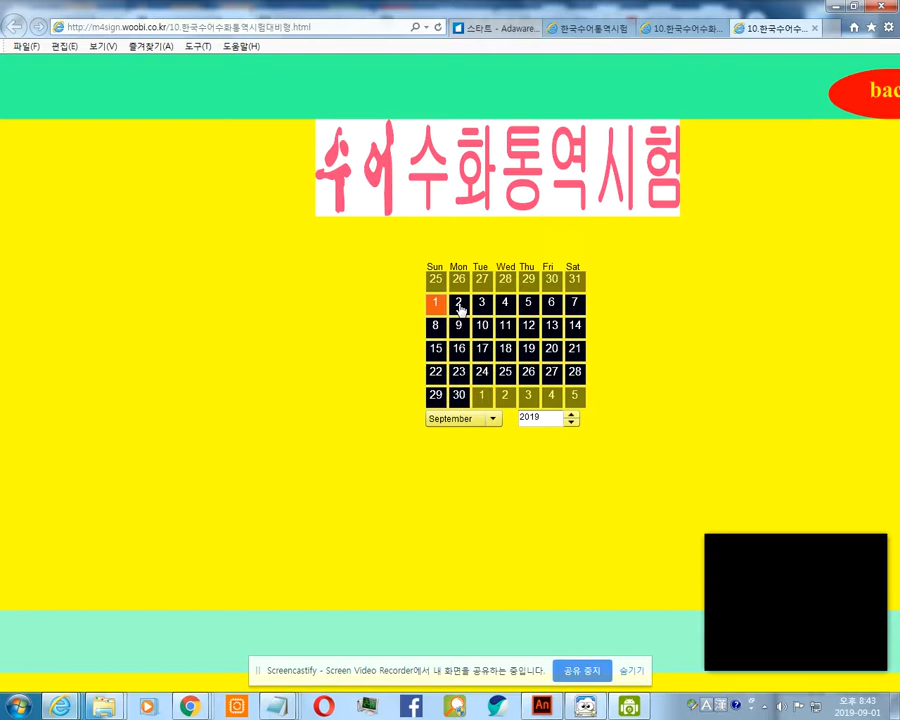 http://m4sign.woobi.co.kr/10.한국수어수화통역시험대비형.html
스타트 - Adaware...
한국수어통역시험
10.한국수어수화...
10.한국수어수...
파일(F) 편집(E) 보기(V) 즐겨찾기(A) 도구(T) 도움말(H)
bac
수어수화통역시험
Sun Mon Tue Wed Thu Fri Sat
25 26 27 28 29 30 31
1 2 3 4 5 6 7
8 9 10 11 12 13 14
15 16 17 18 19 20 21
22 23 24 25 26 27 28
29 30 1 2 3 4 5
September 2019
Screencastify - Screen Video Recorder에서 내 화면을 공유하는 중입니다. 공유 중지 숨기기
An
A 漢
오후 8:43
2019-09-01